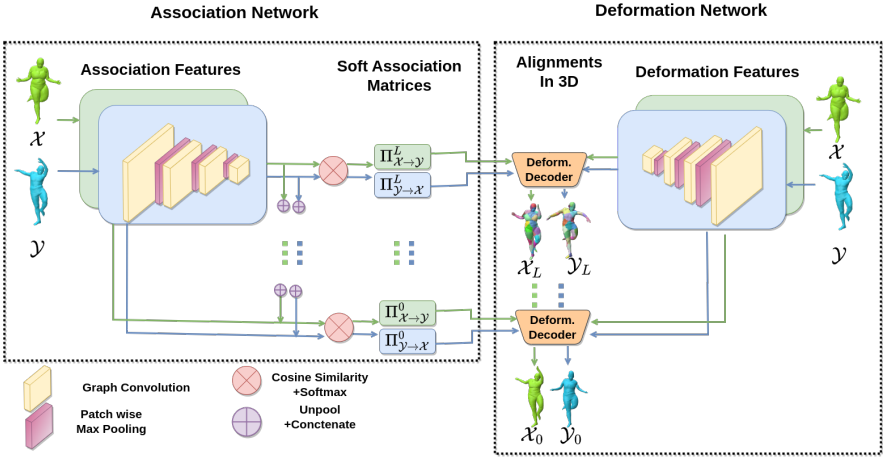 Association Network
Deformation Network
Association Features
Soft Association
Matrices
Alignments
In 3D
Deformation Features
𝒳
𝒴
Π^L_{𝒳→𝒴}
Π^L_{𝒴→𝒳}
Deform.
Decoder
𝒳
𝒴
𝒳_L
𝒴_L
Π^0_{𝒳→𝒴}
Π^0_{𝒴→𝒳}
Deform.
Decoder
𝒳_0
𝒴_0
Graph Convolution
Patch wise
Max Pooling
Cosine Similarity
+Softmax
Unpool
+Conctenate